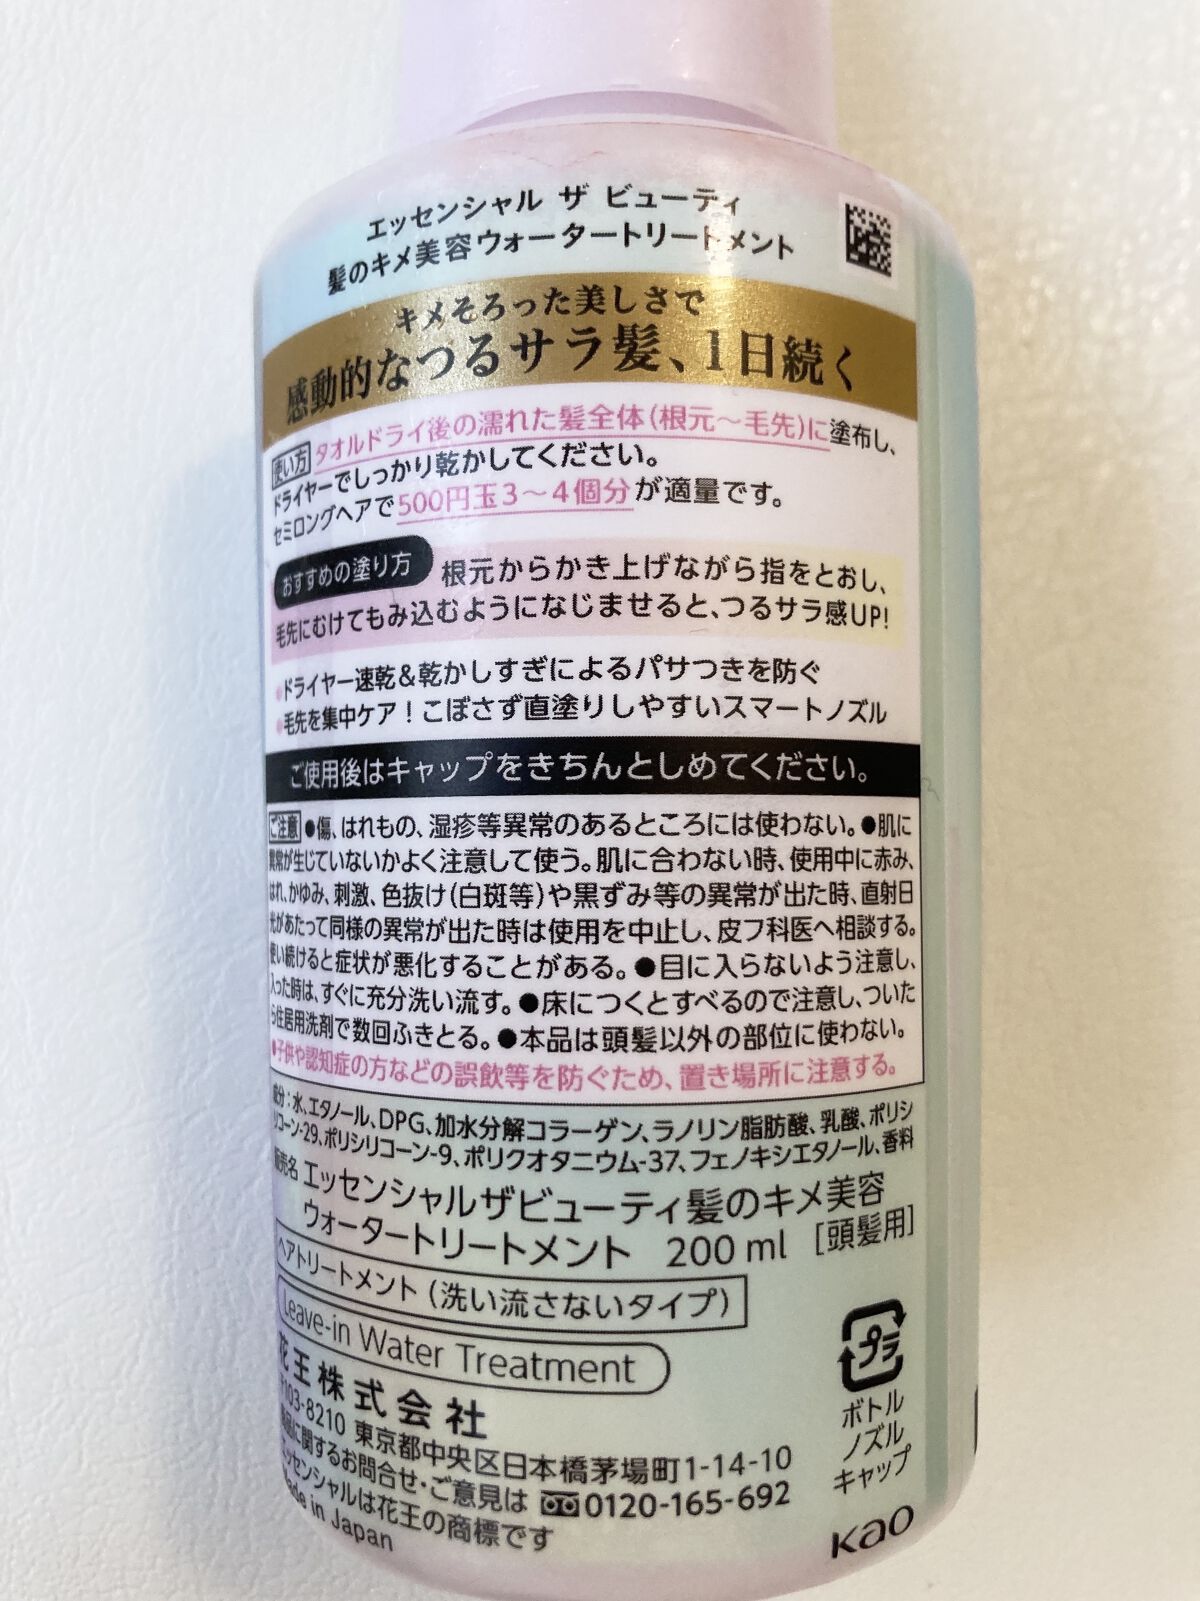 エッセンシャル ザ ビューティ
髪のキメ美容ウォータートリートメント
キメそろった美しさで
感動的なつるサラ髪、1日続く
使い方 タオルドライ後の濡れた髪全体(根元～毛先)に塗布し、
ドライヤーでしっかり乾かしてください。
セミロングヘアで500円玉3～4個分が適量です。
おすすめの塗り方 根元からかき上げながら指をとおし、
毛先にむけてもみ込むようになじませると、つるサラ感UP!
●ドライヤー速乾&乾かしすぎによるパサつきを防ぐ
●毛先を集中ケア!こぼさず直塗りしやすいスマートノズル
ご使用後はキャップをきちんとしめてください。
ご注意 ●傷、はれもの、湿疹等異常のあるところには使わない。●肌に
異常が生じていないかよく注意して使う。肌に合わない時、使用中に赤み、
はれ、かゆみ、刺激、色抜け(白斑等)や黒ずみ等の異常が出た時、直射日
光があたって同様の異常が出た時は使用を中止し、皮フ科医へ相談する。
使い続けると症状が悪化することがある。●目に入らないよう注意し、
入った時は、すぐに充分洗い流す。●床につくとすべるので注意し、ついた
ら住居用洗剤で数回ふきとる。●本品は頭髪以外の部位に使わない。
●子供や認知症の方などの誤飲等を防ぐため、置き場所に注意する。
成分:水、エタノール、DPG、加水分解コラーゲン、ラノリン脂肪酸、乳酸、ポリシ
リコーン-29、ポリシリコーン-9、ポリクオタニウム-37、フェノキシエタノール、香料
販売名 エッセンシャルザビューティ髪のキメ美容
ウォータートリートメント 200ml [頭髪用]
ヘアトリートメント(洗い流さないタイプ)
Leave-in Water Treatment
花王株式会社
〒103-8210 東京都中央区日本橋茅場町1-14-10
商品に関するお問合せ・ご意見は 0120-165-692
エッセンシャルは花王の商標です
Made in Japan
プラ
ボトル
ノズル
キャップ
Kao